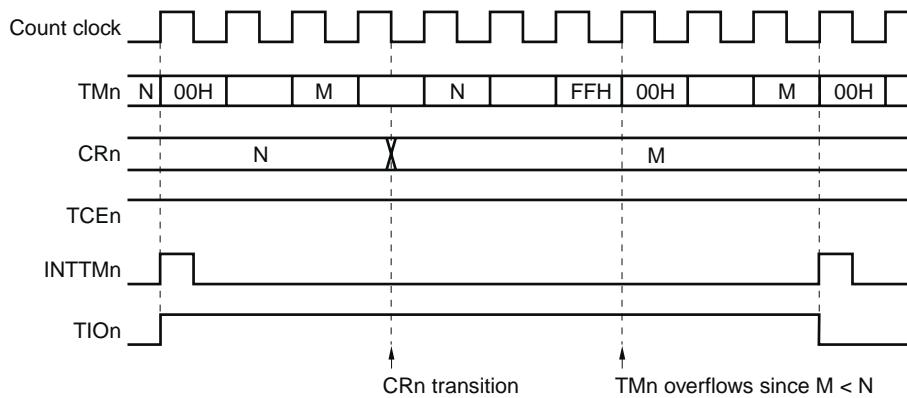 Count clock
TMn N 00H M N FFH 00H M 00H
CRn N M
TCEn
INTTMn
TIOn
CRn transition TMn overflows since M < N